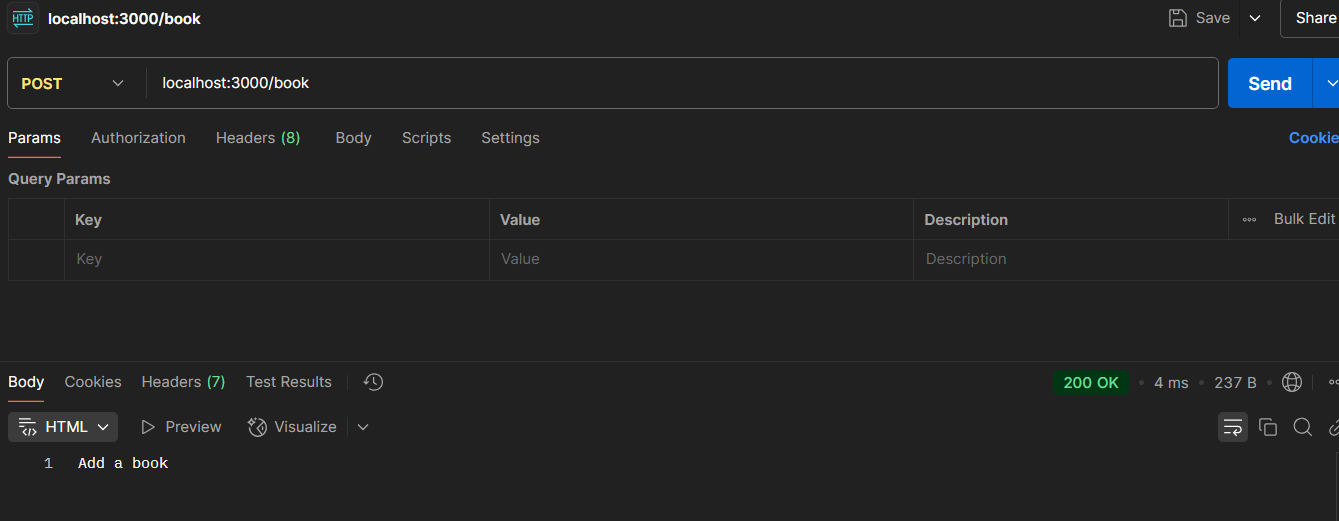 HTTP localhost:3000/book Save Share
POST localhost:3000/book Send
Params Authorization Headers (8) Body Scripts Settings Cookie
Query Params
Key Value Description Bulk Edit
Key Value Description
Body Cookies Headers (7) Test Results 200 OK 4 ms 237 B
HTML Preview Visualize
1 Add a book